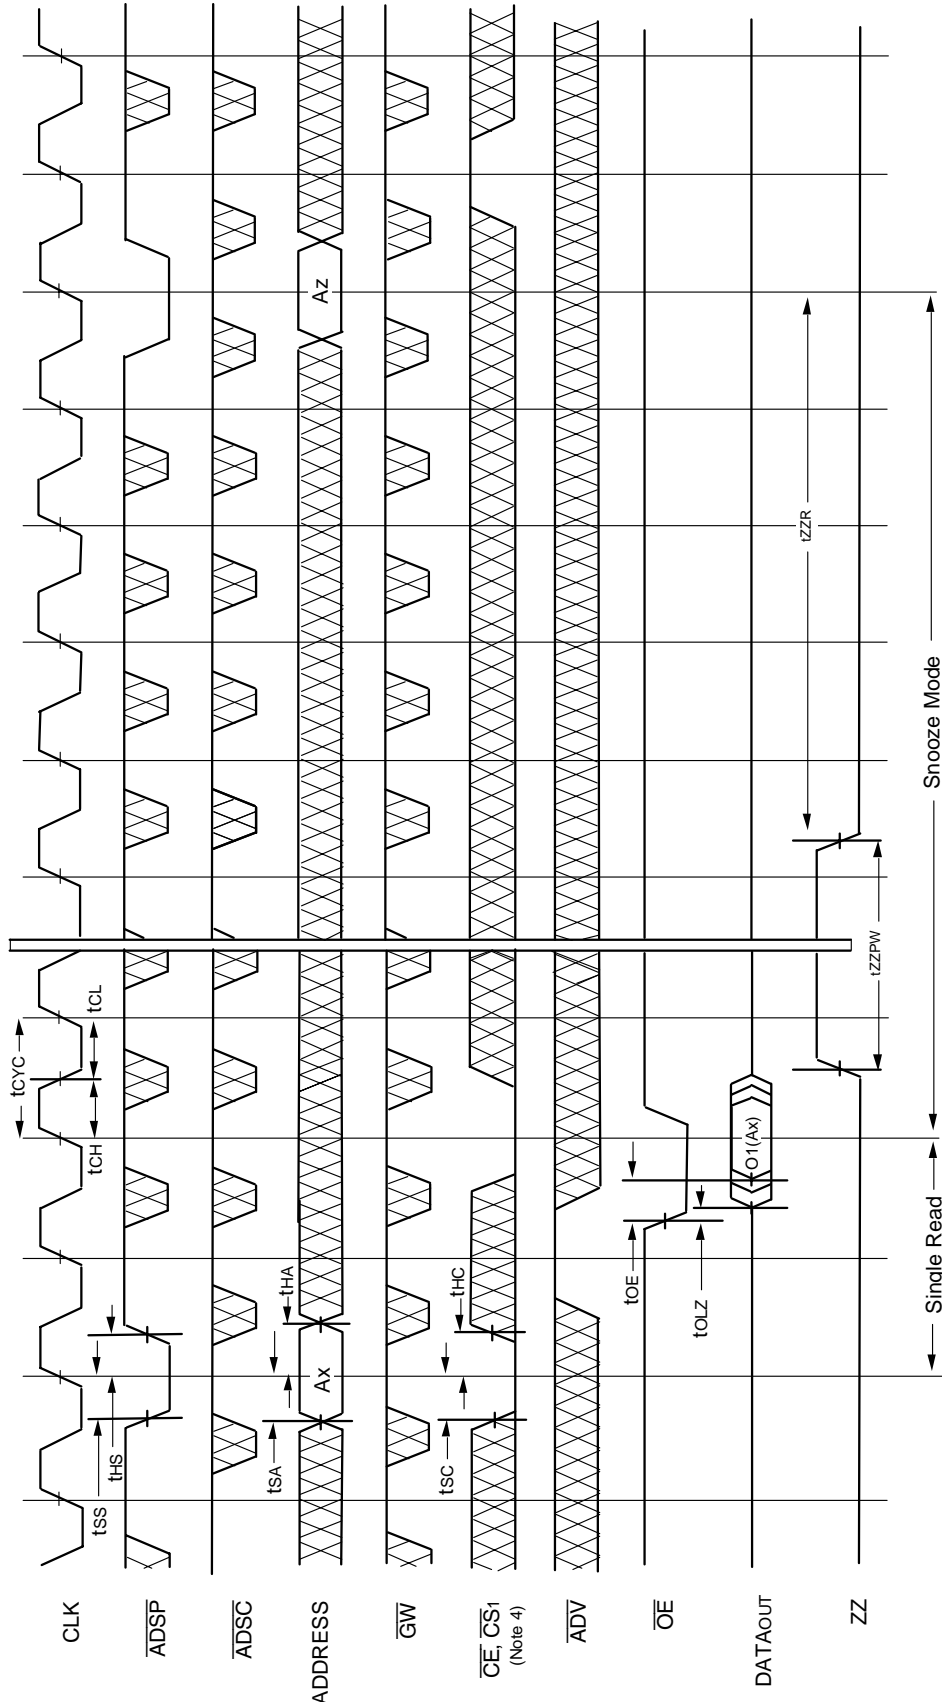 CLK
tCYC
tCH
tCL
tSS
tHS
ADSP
ADSC
ADDRESS
tSA
tHA
Ax
Az
GW
CE, CS1
(Note 4)
tSC
tHC
ADV
OE
tOE
tOLZ
DATAOUT
O1(Ax)
ZZ
tZZPW
tZZR
Single Read
Snooze Mode